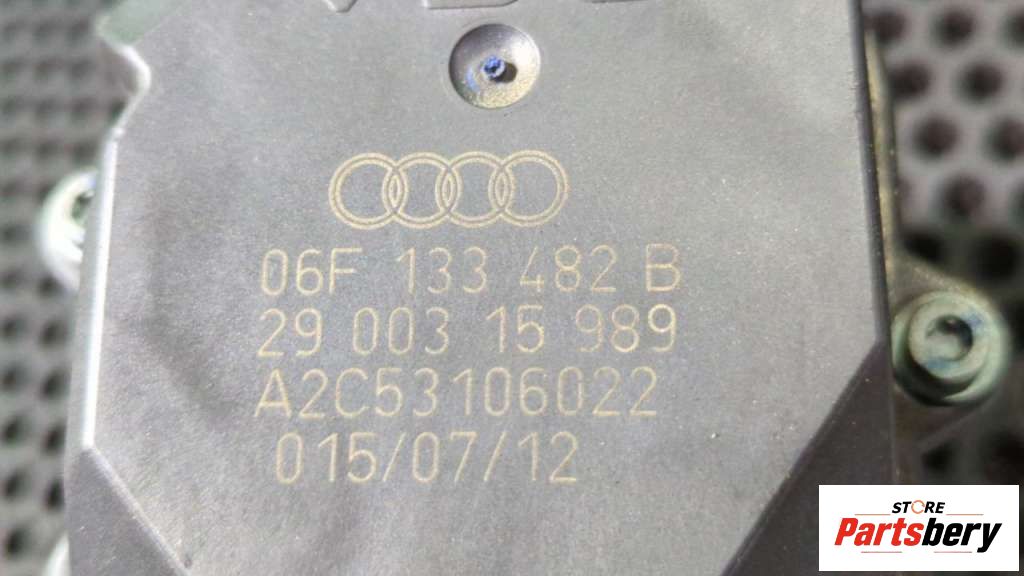 06F 133 482 B
29 003 15 989
A2C53106022
015/07/12
STORE
Partsbery